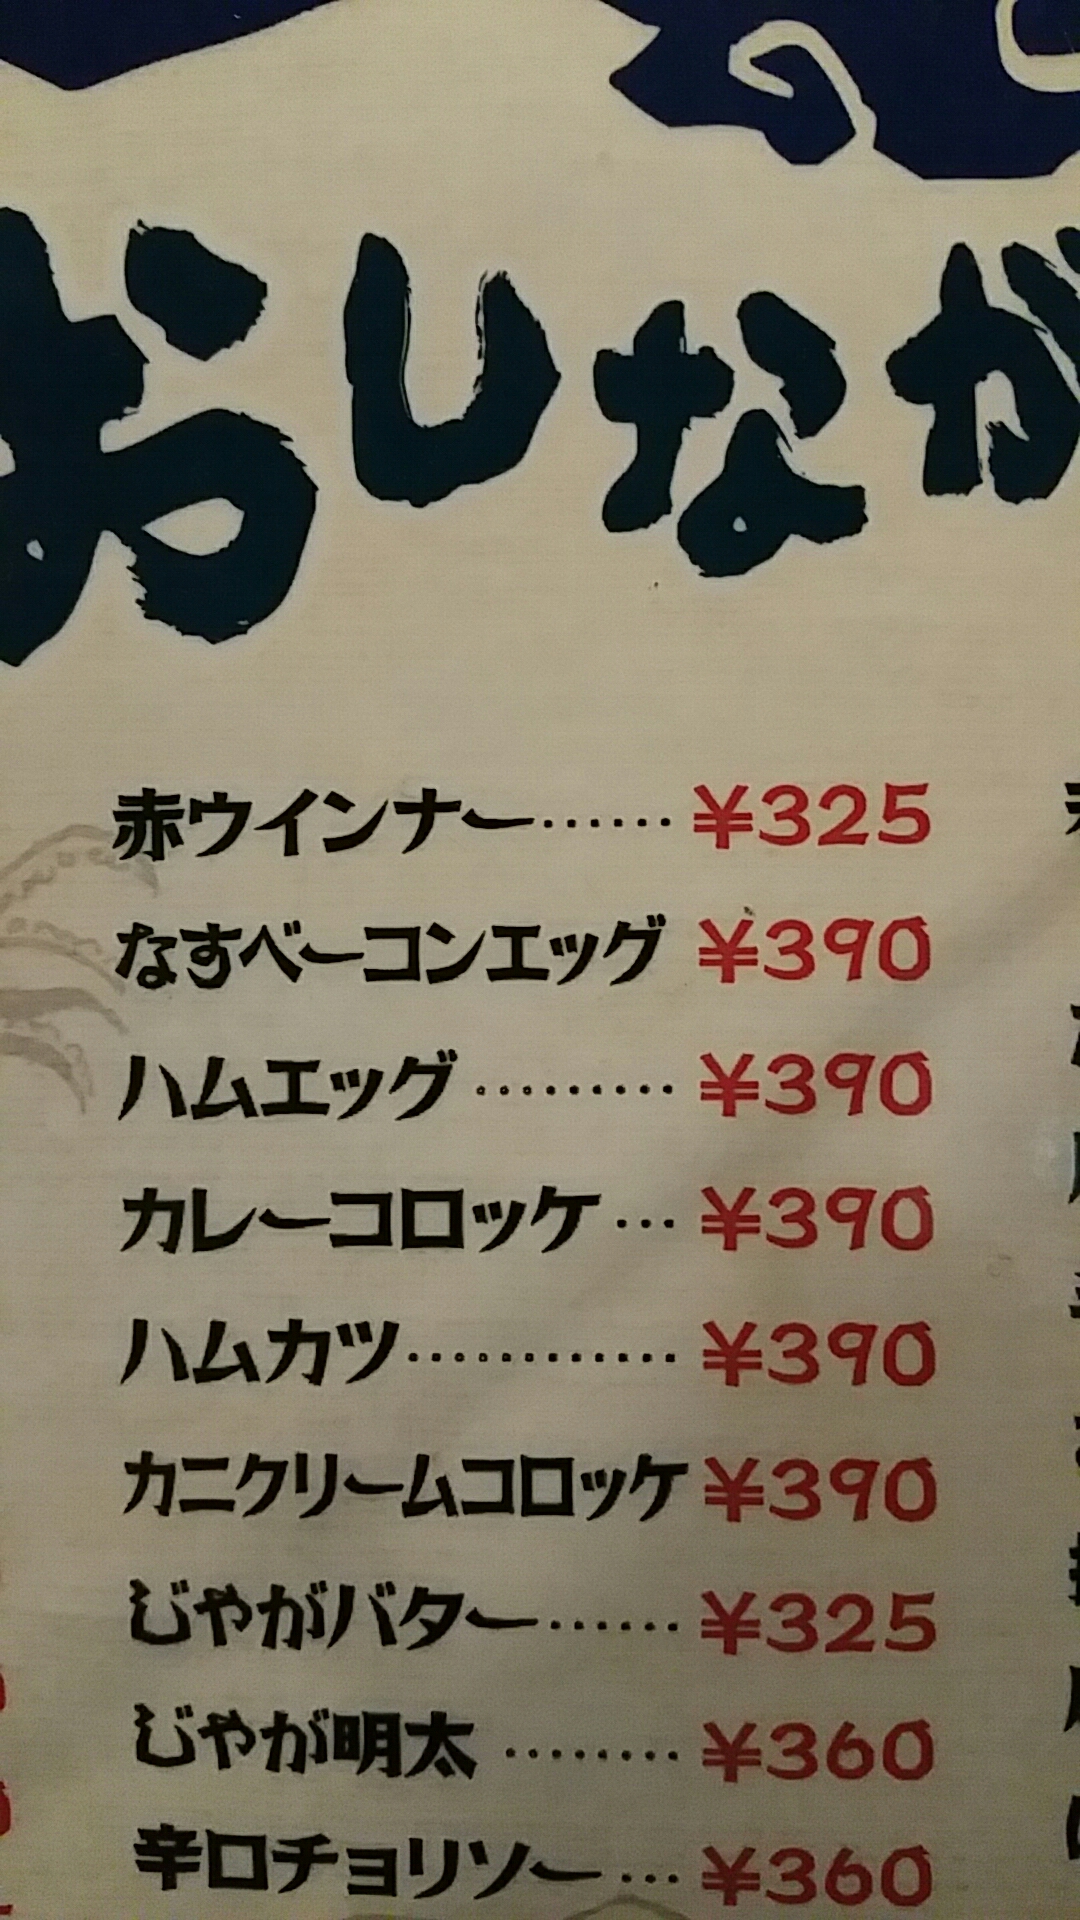 おしなが
赤ウインナー…… ¥325
なすベーコンエッグ ¥390
ハムエッグ ……… ¥390
カレーコロッケ … ¥390
ハムカツ………… ¥390
カニクリームコロッケ ¥390
じゃがバター…… ¥325
じゃが明太 ……… ¥360
辛口チョリソー … ¥360